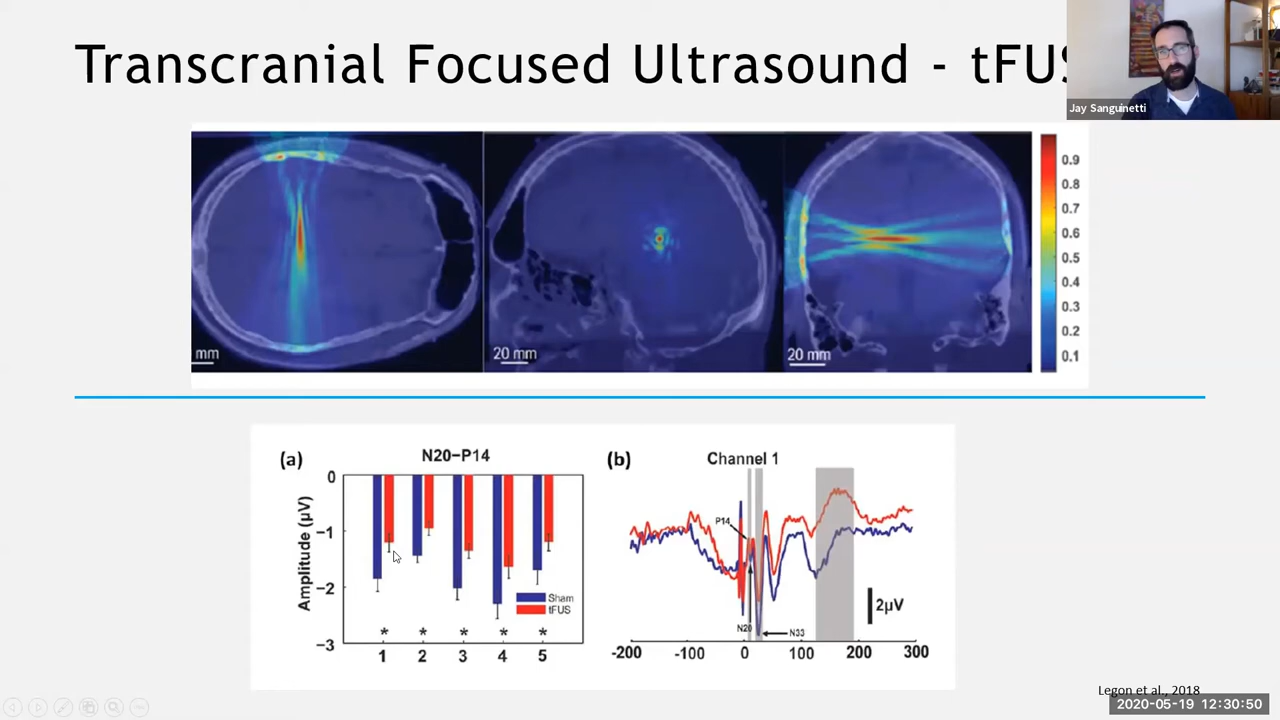 Transcranial Focused Ultrasound - tFUS
Jay Sanguinetti
mm
20 mm
20 mm
0.9
0.8
0.7
0.6
0.5
0.4
0.3
0.2
0.1
(a)
N20-P14
Amplitude (μV)
0
-1
-2
-3
Sham
tFUS
* * * * *
1 2 3 4 5
(b)
Channel 1
P14
N20
N33
2μV
-200 -100 0 100 200 300
Legon et al., 2018
2020-05-19 12:30:50